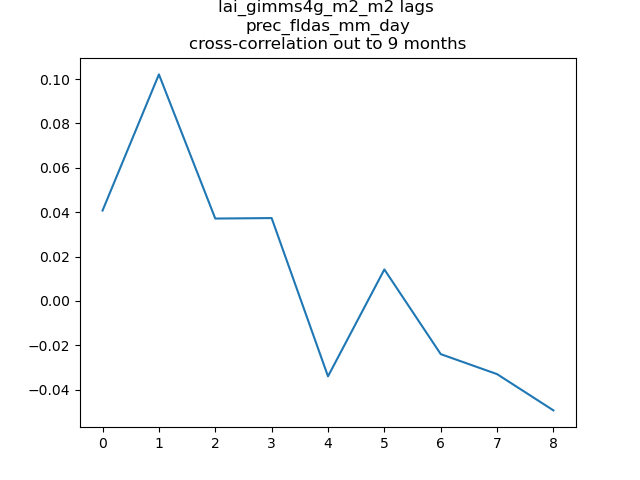 lai_gimms4g_m2_m2 lags
prec_fldas_mm_day
cross-correlation out to 9 months
0.10
0.08
0.06
0.04
0.02
0.00
−0.02
−0.04
0 1 2 3 4 5 6 7 8